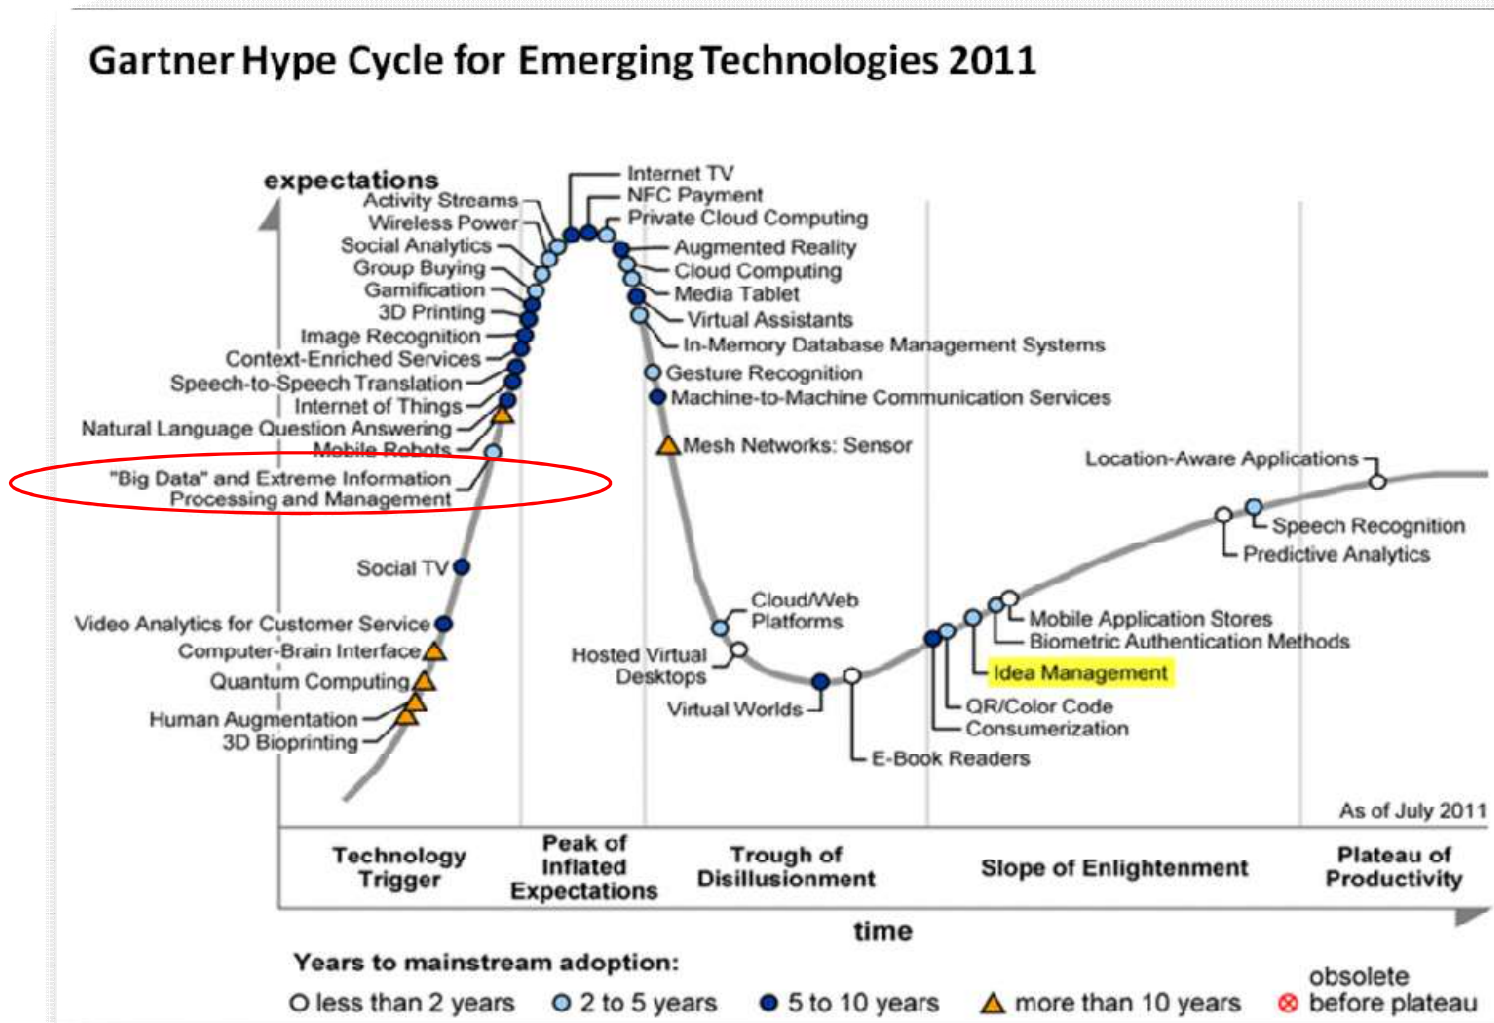 Gartner Hype Cycle for Emerging Technologies 2011
expectations
Activity Streams
Wireless Power
Social Analytics
Group Buying
Gamification
3D Printing
Image Recognition
Context-Enriched Services
Speech-to-Speech Translation
Internet of Things
Natural Language Question Answering
Mobile Robots
"Big Data" and Extreme Information
Processing and Management
Social TV
Video Analytics for Customer Service
Computer-Brain Interface
Quantum Computing
Human Augmentation
3D Bioprinting
Internet TV
NFC Payment
Private Cloud Computing
Augmented Reality
Cloud Computing
Media Tablet
Virtual Assistants
In-Memory Database Management Systems
Gesture Recognition
Machine-to-Machine Communication Services
Mesh Networks: Sensor
Cloud/Web
Platforms
Hosted Virtual
Desktops
Virtual Worlds
E-Book Readers
Location-Aware Applications
Speech Recognition
Predictive Analytics
Mobile Application Stores
Biometric Authentication Methods
Idea Management
QR/Color Code
Consumerization
As of July 2011
Technology
Trigger
Peak of
Inflated
Expectations
Trough of
Disillusionment
Slope of Enlightenment
Plateau of
Productivity
time
Years to mainstream adoption:
less than 2 years
2 to 5 years
5 to 10 years
more than 10 years
obsolete
before plateau